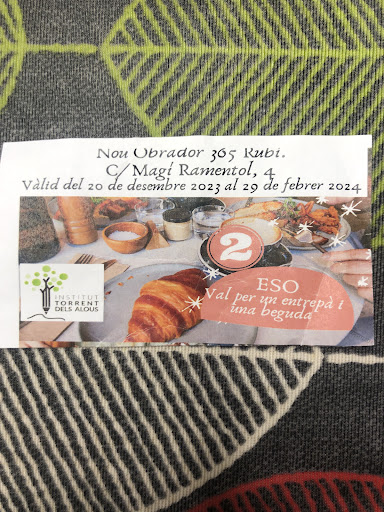 Nou Obrador 365 Rubí.
C/ Magí Ramentol, 4
Vàlid del 20 de desembre 2023 al 29 de febrer 2024
2
ESO
Val per un entrepà i
una beguda
INSTITUT
TORRENT
DELS ALOUS